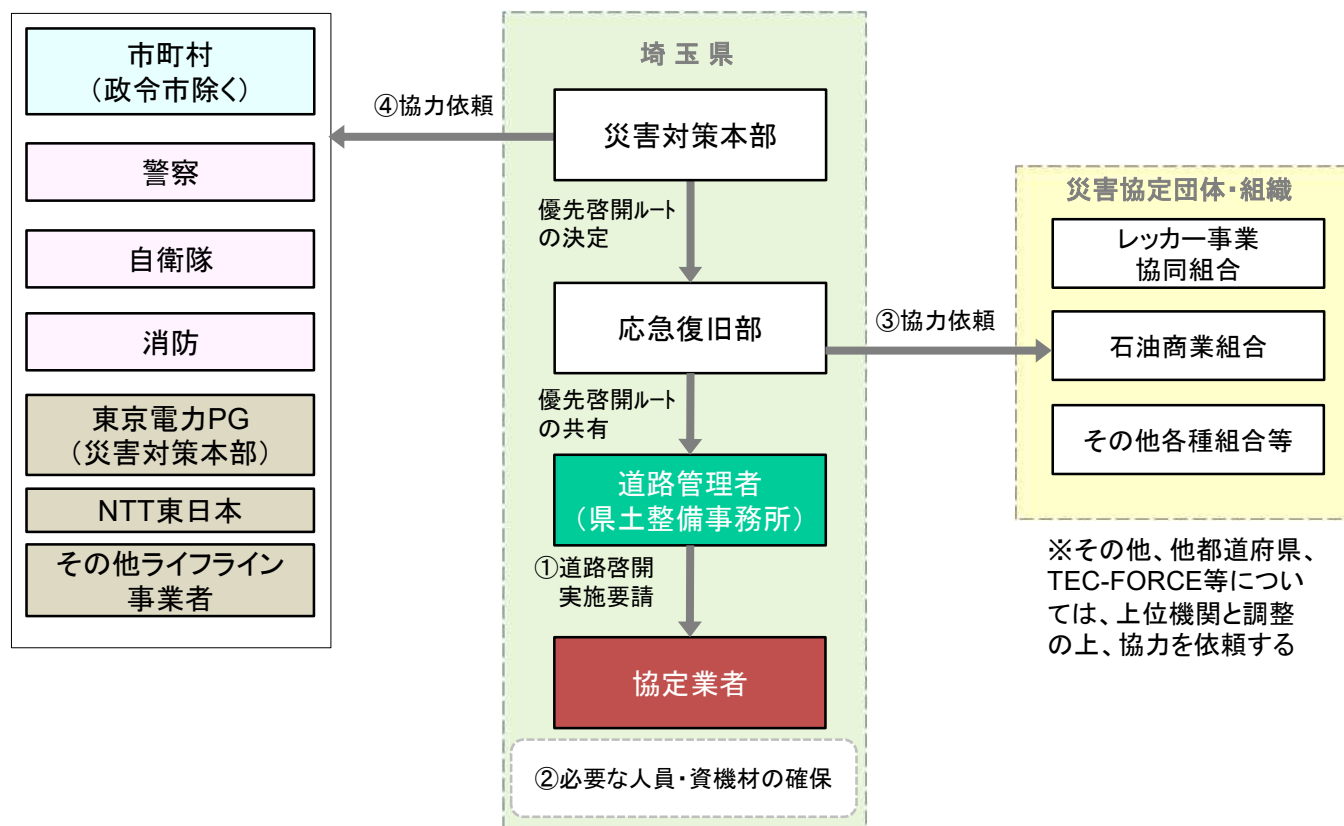 市町村
（政令市除く）
警察
自衛隊
消防
東京電力PG
（災害対策本部）
NTT東日本
その他ライフライン
事業者
④協力依頼
埼玉県
災害対策本部
優先啓開ルート
の決定
応急復旧部
優先啓開ルート
の共有
道路管理者
（県土整備事務所）
①道路啓開
実施要請
協定業者
②必要な人員・資機材の確保
③協力依頼
災害協定団体・組織
レッカー事業
協同組合
石油商業組合
その他各種組合等
※その他、他都道府県、
TEC-FORCE等につい
ては、上位機関と調整
の上、協力を依頼する